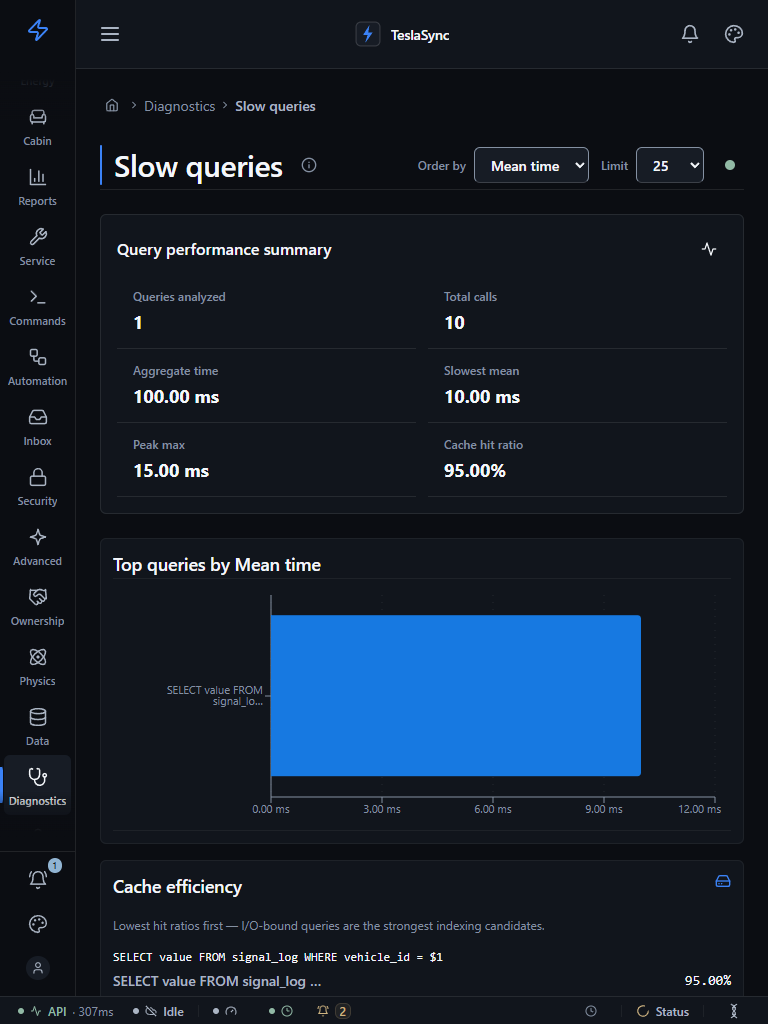 TeslaSync
Energy
Cabin
Reports
Service
Commands
Automation
Inbox
Security
Advanced
Ownership
Physics
Data
Diagnostics
1
Diagnostics > Slow queries
Slow queries
Order by Mean time Limit 25
Query performance summary
Queries analyzed
1
Total calls
10
Aggregate time
100.00 ms
Slowest mean
10.00 ms
Peak max
15.00 ms
Cache hit ratio
95.00%
Top queries by Mean time
SELECT value FROM
signal_lo...
0.00 ms 3.00 ms 6.00 ms 9.00 ms 12.00 ms
Cache efficiency
Lowest hit ratios first — I/O-bound queries are the strongest indexing candidates.
SELECT value FROM signal_log WHERE vehicle_id = $1
SELECT value FROM signal_log ... 95.00%
API · 307ms Idle 2 Status